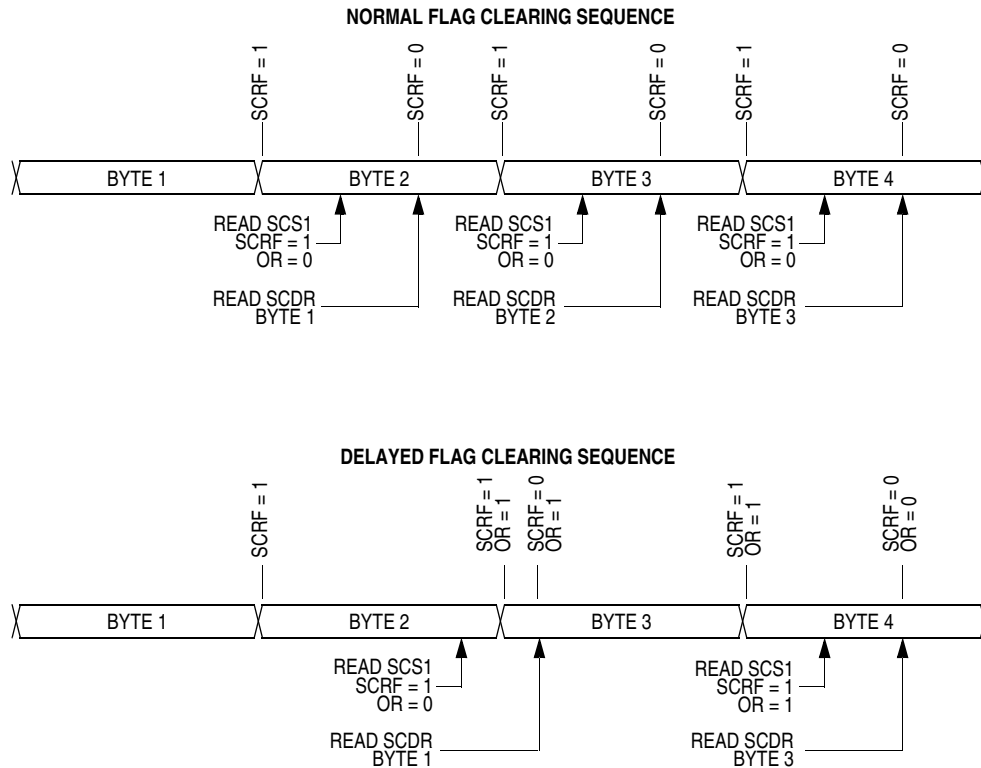 NORMAL FLAG CLEARING SEQUENCE
SCRF = 1
SCRF = 0
SCRF = 1
SCRF = 0
SCRF = 1
SCRF = 0
BYTE 1
BYTE 2
BYTE 3
BYTE 4
READ SCS1
SCRF = 1
OR = 0
READ SCS1
SCRF = 1
OR = 0
READ SCS1
SCRF = 1
OR = 0
READ SCDR
BYTE 1
READ SCDR
BYTE 2
READ SCDR
BYTE 3
DELAYED FLAG CLEARING SEQUENCE
SCRF = 1
SCRF = 1
OR = 1
SCRF = 0
OR = 1
SCRF = 1
OR = 1
SCRF = 0
OR = 0
BYTE 1
BYTE 2
BYTE 3
BYTE 4
READ SCS1
SCRF = 1
OR = 0
READ SCS1
SCRF = 1
OR = 1
READ SCDR
BYTE 1
READ SCDR
BYTE 3